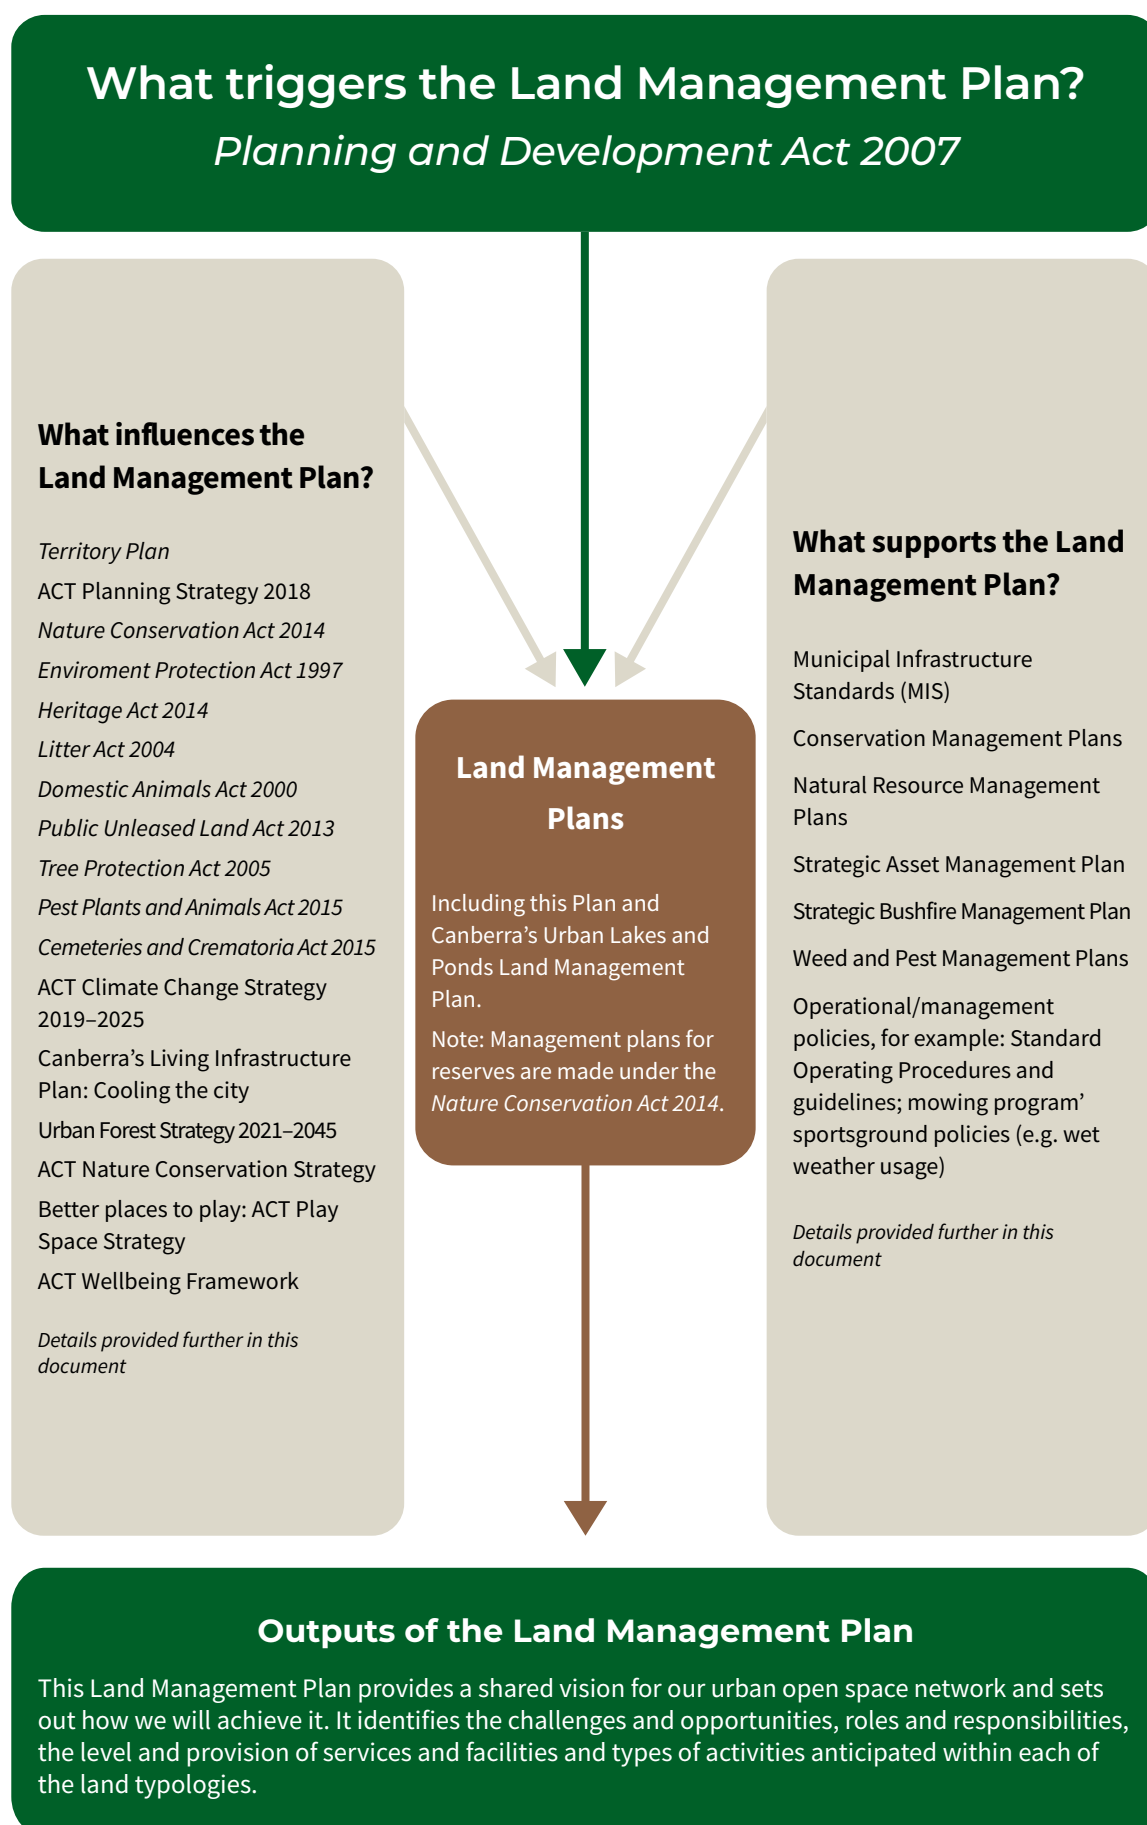 What triggers the Land Management Plan?
Planning and Development Act 2007
What influences the
Land Management Plan?
Territory Plan
ACT Planning Strategy 2018
Nature Conservation Act 2014
Enviroment Protection Act 1997
Heritage Act 2014
Litter Act 2004
Domestic Animals Act 2000
Public Unleased Land Act 2013
Tree Protection Act 2005
Pest Plants and Animals Act 2015
Cemeteries and Crematoria Act 2015
ACT Climate Change Strategy
2019–2025
Canberra’s Living Infrastructure
Plan: Cooling the city
Urban Forest Strategy 2021–2045
ACT Nature Conservation Strategy
Better places to play: ACT Play
Space Strategy
ACT Wellbeing Framework
Details provided further in this
document
Land Management
Plans
Including this Plan and
Canberra’s Urban Lakes and
Ponds Land Management
Plan.
Note: Management plans for
reserves are made under the
Nature Conservation Act 2014.
What supports the Land
Management Plan?
Municipal Infrastructure
Standards (MIS)
Conservation Management Plans
Natural Resource Management
Plans
Strategic Asset Management Plan
Strategic Bushfire Management Plan
Weed and Pest Management Plans
Operational/management
policies, for example: Standard
Operating Procedures and
guidelines; mowing program’
sportsground policies (e.g. wet
weather usage)
Details provided further in this
document
Outputs of the Land Management Plan
This Land Management Plan provides a shared vision for our urban open space network and sets
out how we will achieve it. It identifies the challenges and opportunities, roles and responsibilities,
the level and provision of services and facilities and types of activities anticipated within each of
the land typologies.